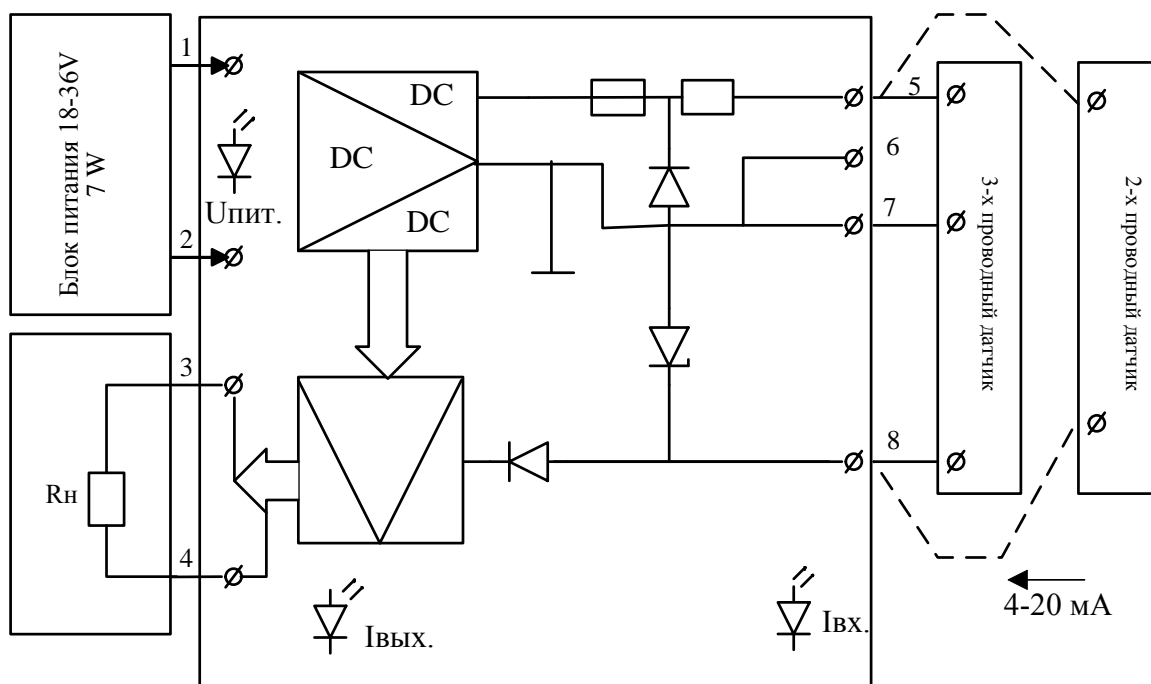 Блок питания 18-36V
7 W
1
2
Uпит.
DC
DC
DC
5
6
7
8
3-х проводный датчик
2-х проводный датчик
3
Rн
4
Iвых.
Iвх.
4-20 мА